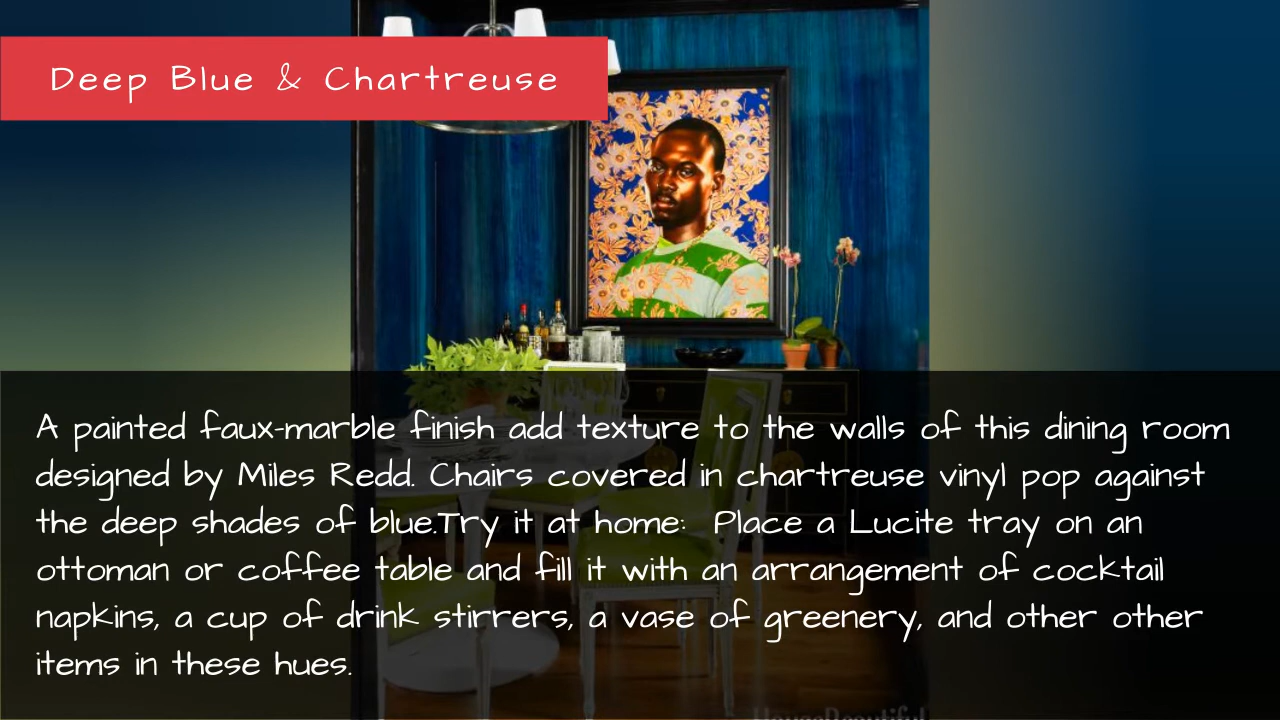 Deep Blue & Chartreuse
A painted faux-marble finish add texture to the walls of this dining room
designed by Miles Redd. Chairs covered in chartreuse vinyl pop against
the deep shades of blue.Try it at home:  Place a Lucite tray on an
ottoman or coffee table and fill it with an arrangement of cocktail
napkins, a cup of drink stirrers, a vase of greenery, and other other
items in these hues.
HouseBeautiful